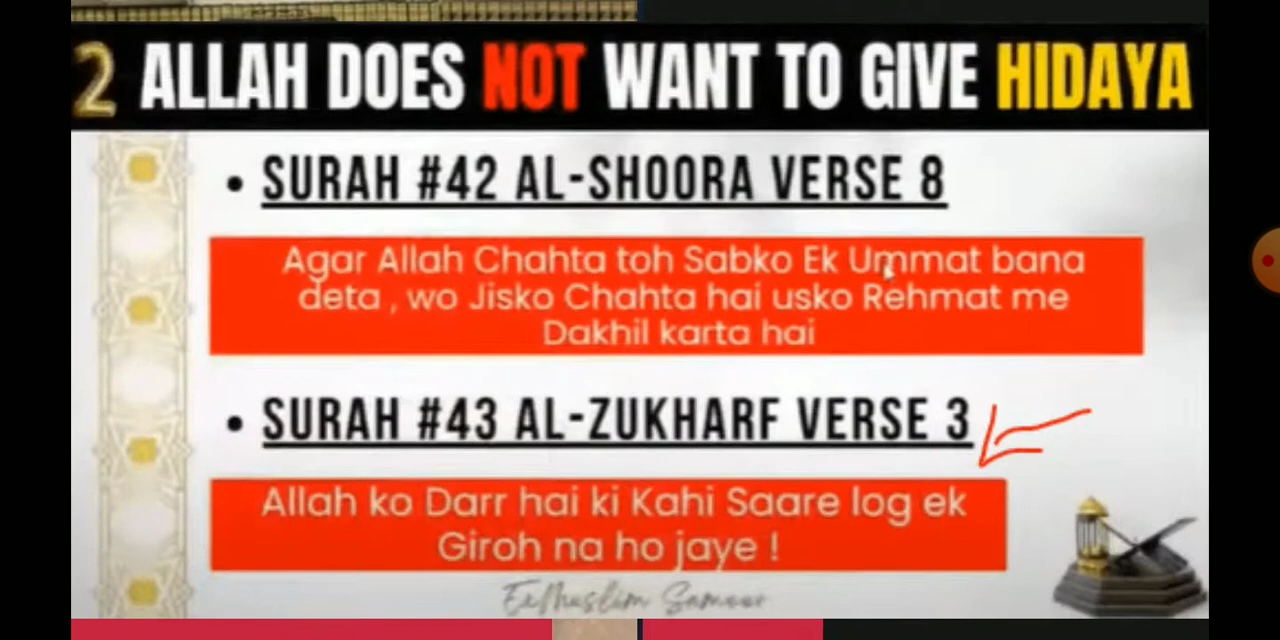 2 ALLAH DOES NOT WANT TO GIVE HIDAYA
• SURAH #42 AL-SHOORA VERSE 8
Agar Allah Chahta toh Sabko Ek Ummat bana
deta , wo Jisko Chahta hai usko Rehmat me
Dakhil karta hai
• SURAH #43 AL-ZUKHARF VERSE 3
Allah ko Darr hai ki Kahi Saare log ek
Giroh na ho jaye !
ExMuslim Sameer